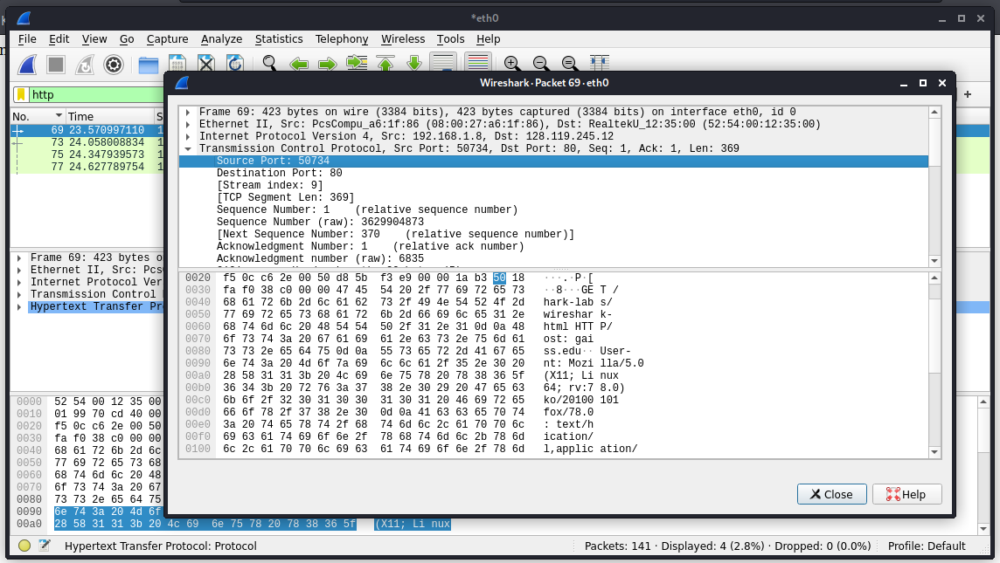 *eth0
File Edit View Go Capture Analyze Statistics Telephony Wireless Tools Help
http
+
No. Time
69 23.570997110 1
73 24.058008834 1
75 24.347939573 1
77 24.627789754 1
Frame 69: 423 bytes o
Ethernet II, Src: Pcs
Internet Protocol Ver
Transmission Control
Hypertext Transfer Pr
0000 52 54 00 12 35 00
0010 01 99 70 cd 40 00
0020 f5 0c c6 2e 00 50
0030 fa f0 38 c0 00 00
0040 68 61 72 6b 2d 6c
0050 77 69 72 65 73 68
0060 68 74 6d 6c 20 48
0070 6f 73 74 3a 20 67
0080 73 73 2e 65 64 75
0090 6e 74 3a 20 4d 6f
00a0 28 58 31 31 3b 20 4c 69 6e 75 78 20 78 38 36 5f (X11; Li nux
Hypertext Transfer Protocol: Protocol
Packets: 141 · Displayed: 4 (2.8%) · Dropped: 0 (0.0%)
Profile: Default
Wireshark · Packet 69 · eth0
Frame 69: 423 bytes on wire (3384 bits), 423 bytes captured (3384 bits) on interface eth0, id 0
Ethernet II, Src: PcsCompu_a6:1f:86 (08:00:27:a6:1f:86), Dst: RealtekU_12:35:00 (52:54:00:12:35:00)
Internet Protocol Version 4, Src: 192.168.1.8, Dst: 128.119.245.12
Transmission Control Protocol, Src Port: 50734, Dst Port: 80, Seq: 1, Ack: 1, Len: 369
Source Port: 50734
Destination Port: 80
[Stream index: 9]
[TCP Segment Len: 369]
Sequence Number: 1 (relative sequence number)
Sequence Number (raw): 3629904873
[Next Sequence Number: 370 (relative sequence number)]
Acknowledgment Number: 1 (relative ack number)
Acknowledgment number (raw): 6835
0020 f5 0c c6 2e 00 50 d8 5b f3 e9 00 00 1a b3 50 18 ···.·P·[
0030 fa f0 38 c0 00 00 47 45 54 20 2f 77 69 72 65 73 ··8···GE T /
0040 68 61 72 6b 2d 6c 61 62 73 2f 49 4e 54 52 4f 2d hark-lab s/
0050 77 69 72 65 73 68 61 72 6b 2d 66 69 6c 65 31 2e wireshar k-
0060 68 74 6d 6c 20 48 54 54 50 2f 31 2e 31 0d 0a 48 html HTT P/
0070 6f 73 74 3a 20 67 61 69 61 2e 63 73 2e 75 6d 61 ost: gai
0080 73 73 2e 65 64 75 0d 0a 55 73 65 72 2d 41 67 65 ss.edu·· User-
0090 6e 74 3a 20 4d 6f 7a 69 6c 6c 61 2f 35 2e 30 20 nt: Mozi lla/5.0
00a0 28 58 31 31 3b 20 4c 69 6e 75 78 20 78 38 36 5f (X11; Li nux
00b0 36 34 3b 20 72 76 3a 37 38 2e 30 29 20 47 65 63 64; rv:7 8.0)
00c0 6b 6f 2f 32 30 31 30 30 31 30 31 20 46 69 72 65 ko/20100 101
00d0 66 6f 78 2f 37 38 2e 30 0d 0a 41 63 63 65 70 74 fox/78.0
00e0 3a 20 74 65 78 74 2f 68 74 6d 6c 2c 61 70 70 6c : text/h
00f0 69 63 61 74 69 6f 6e 2f 78 68 74 6d 6c 2b 78 6d ication/
0100 6c 2c 61 70 70 6c 69 63 61 74 69 6f 6e 2f 78 6d l,applic ation/
Close
Help